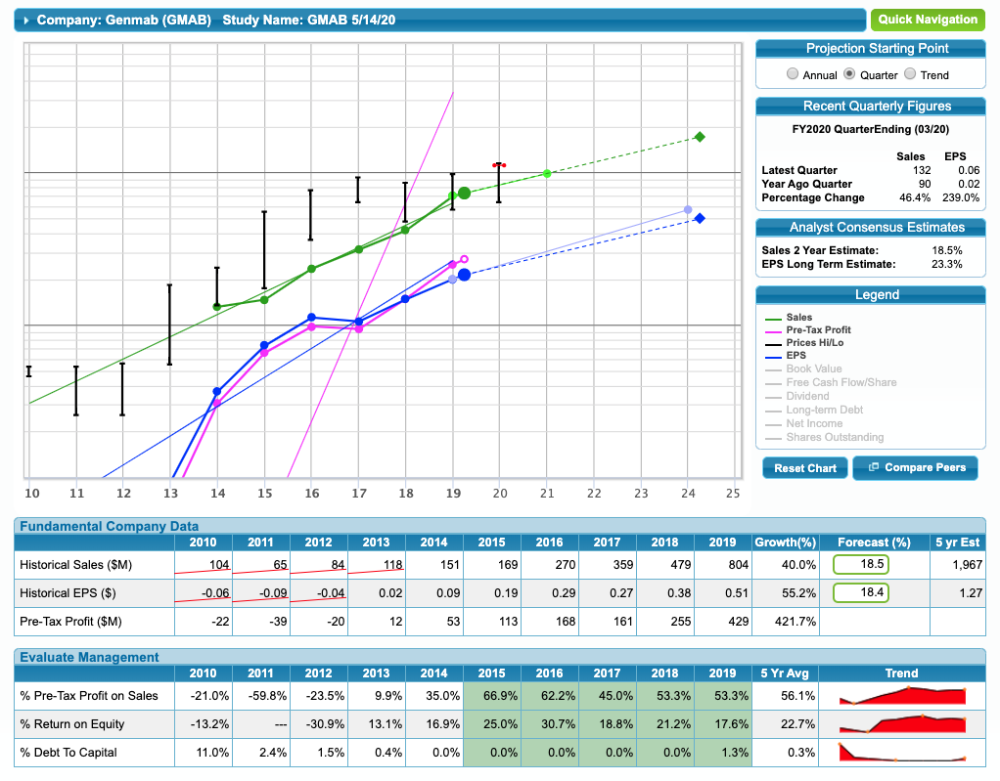 Company: Genmab (GMAB) Study Name: GMAB 5/14/20
Quick Navigation
Projection Starting Point
Annual Quarter Trend
Recent Quarterly Figures
FY2020 QuarterEnding (03/20)
Sales EPS
Latest Quarter 132 0.06
Year Ago Quarter 90 0.02
Percentage Change 46.4% 239.0%
Analyst Consensus Estimates
Sales 2 Year Estimate: 18.5%
EPS Long Term Estimate: 23.3%
Legend
Sales
Pre-Tax Profit
Prices Hi/Lo
EPS
Book Value
Free Cash Flow/Share
Dividend
Long-term Debt
Net Income
Shares Outstanding
Reset Chart Compare Peers
10 11 12 13 14 15 16 17 18 19 20 21 22 23 24 25
Fundamental Company Data
2010 2011 2012 2013 2014 2015 2016 2017 2018 2019 Growth(%) Forecast (%) 5 yr Est
Historical Sales ($M) 104 65 84 118 151 169 270 359 479 804 40.0% 18.5 1,967
Historical EPS ($) -0.06 -0.09 -0.04 0.02 0.09 0.19 0.29 0.27 0.38 0.51 55.2% 18.4 1.27
Pre-Tax Profit ($M) -22 -39 -20 12 53 113 168 161 255 429 421.7%
Evaluate Management
2010 2011 2012 2013 2014 2015 2016 2017 2018 2019 5 Yr Avg Trend
% Pre-Tax Profit on Sales -21.0% -59.8% -23.5% 9.9% 35.0% 66.9% 62.2% 45.0% 53.3% 53.3% 56.1%
% Return on Equity -13.2% --- -30.9% 13.1% 16.9% 25.0% 30.7% 18.8% 21.2% 17.6% 22.7%
% Debt To Capital 11.0% 2.4% 1.5% 0.4% 0.0% 0.0% 0.0% 0.0% 0.0% 1.3% 0.3%